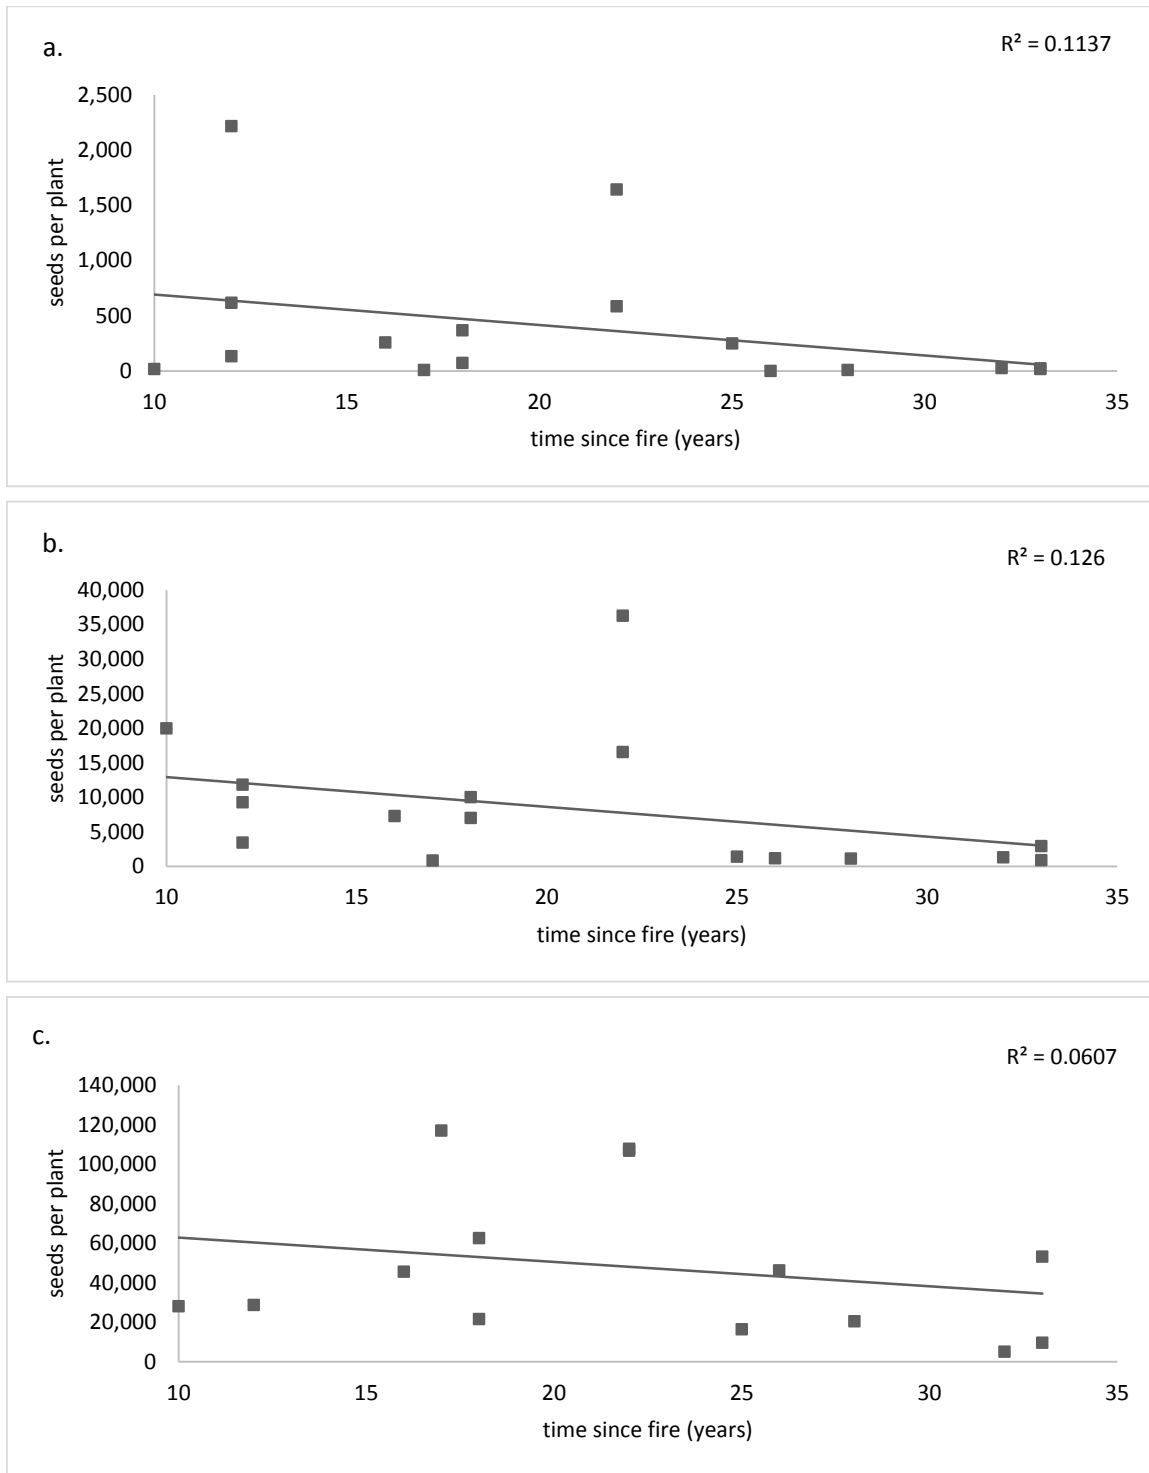 a.
R² = 0.1137
2,500
2,000
1,500
1,000
500
0
seeds per plant
10 15 20 25 30 35
time since fire (years)
b.
R² = 0.126
40,000
35,000
30,000
25,000
20,000
15,000
10,000
5,000
0
seeds per plant
10 15 20 25 30 35
time since fire (years)
c.
R² = 0.0607
140,000
120,000
100,000
80,000
60,000
40,000
20,000
0
seeds per plant
10 15 20 25 30 35
time since fire (years)